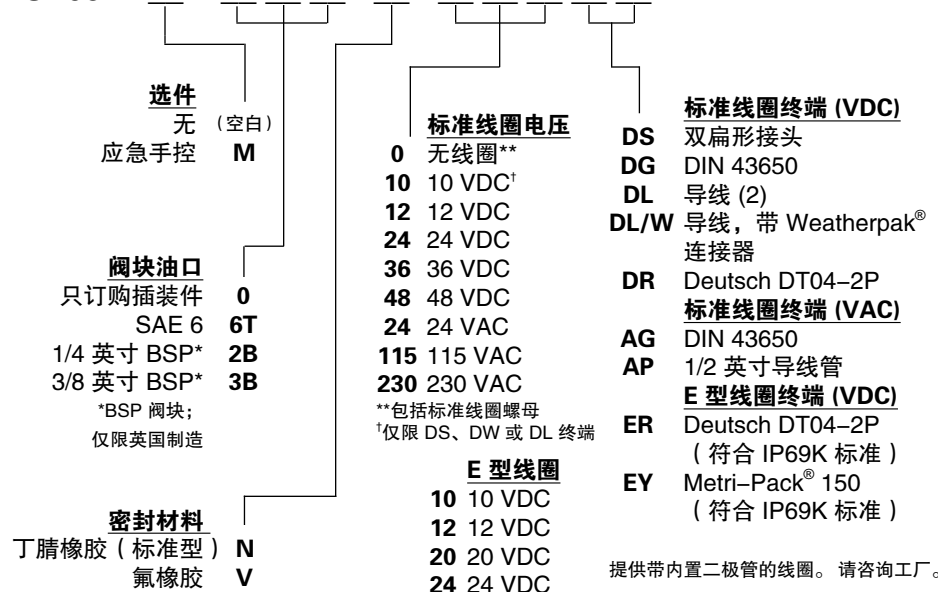 选件
无 （空白）
应急手控 M
阀块油口
只订购插装件 0
SAE 6 6T
1/4 英寸 BSP* 2B
3/8 英寸 BSP* 3B
*BSP 阀块；
仅限英国制造
密封材料
丁腈橡胶（标准型） N
氟橡胶 V
标准线圈电压
0 无线圈**
10 10 VDC†
12 12 VDC
24 24 VDC
36 36 VDC
48 48 VDC
24 24 VAC
115 115 VAC
230 230 VAC
**包括标准线圈螺母
†仅限 DS、DW 或 DL 终端
E 型线圈
10 10 VDC
12 12 VDC
20 20 VDC
24 24 VDC
标准线圈终端 (VDC)
DS 双扁形接头
DG DIN 43650
DL 导线 (2)
DL/W 导线，带 Weatherpak®
连接器
DR Deutsch DT04–2P
标准线圈终端 (VAC)
AG DIN 43650
AP 1/2 英寸导线管
E 型线圈终端 (VDC)
ER Deutsch DT04–2P
（符合 IP69K 标准）
EY Metri–Pack® 150
（符合 IP69K 标准）
提供带内置二极管的线圈。 请咨询工厂。